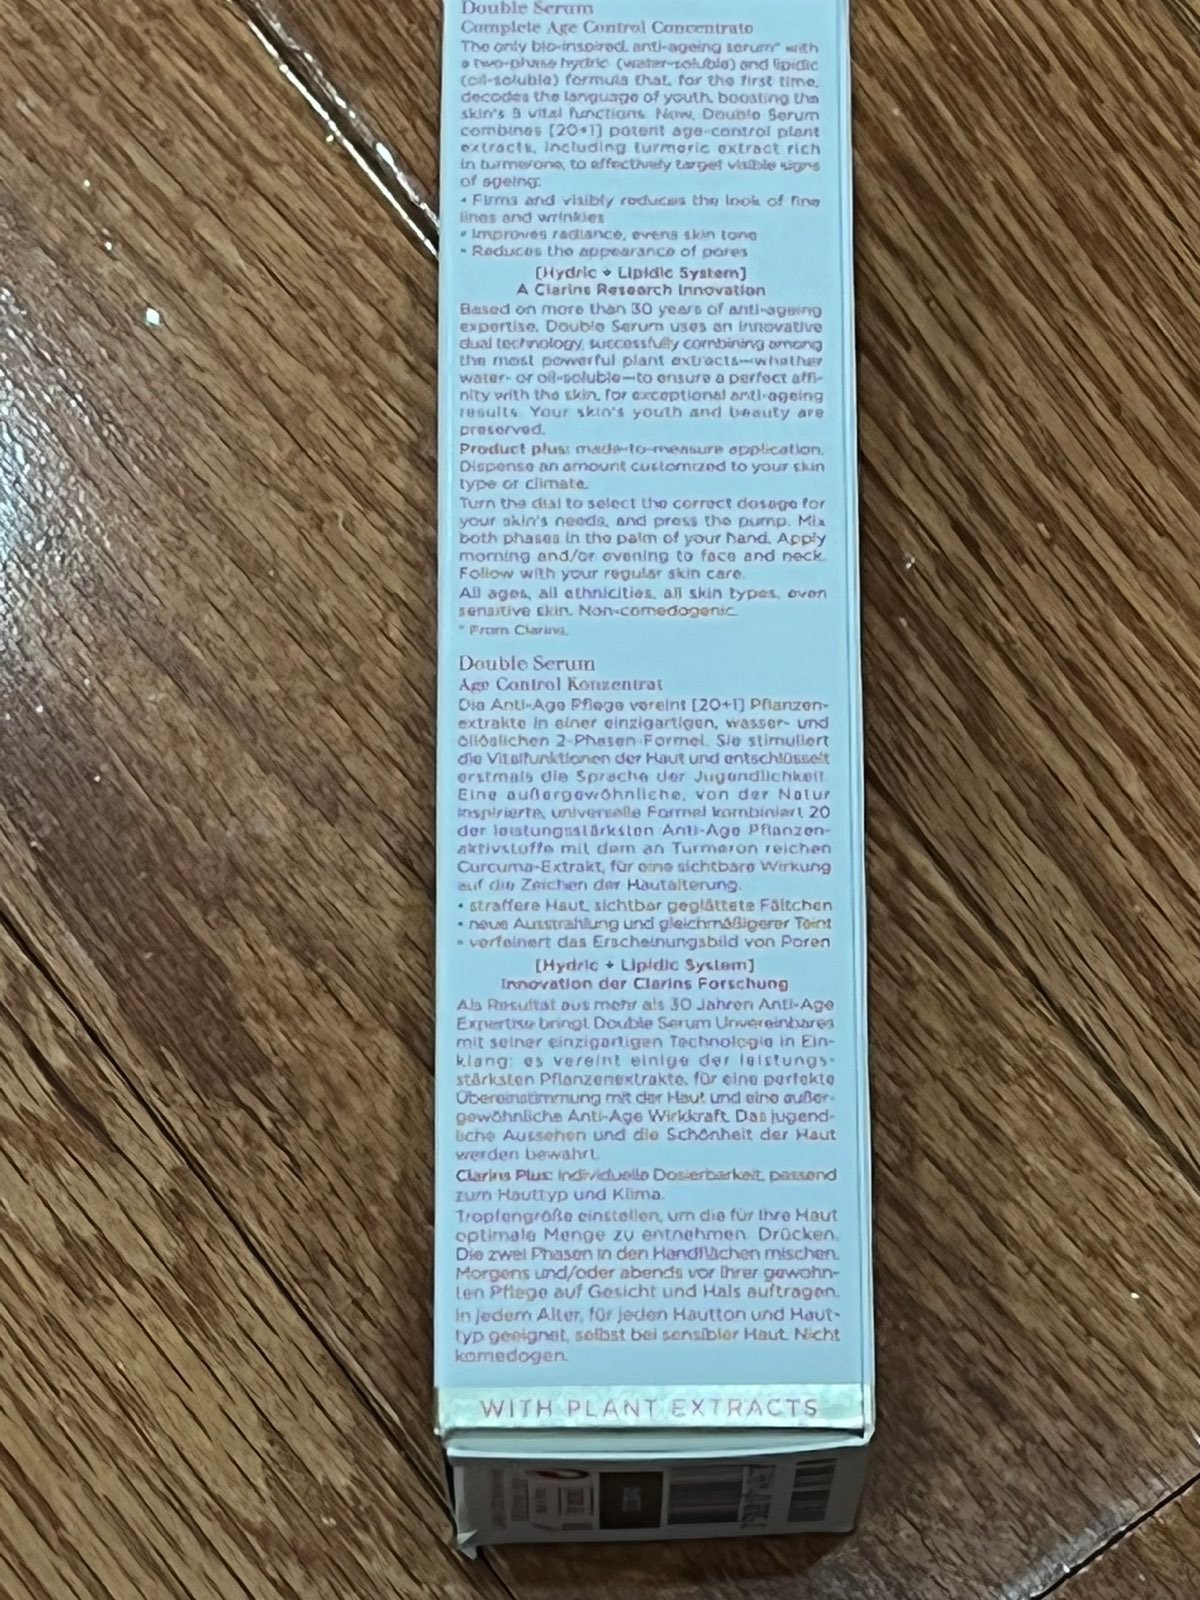 Double Serum
Complete Age Control Concentrate
The only bio-inspired, anti-ageing serum* with
a two-phase hydric (water-soluble) and lipidic
(oil-soluble) formula that, for the first time,
decodes the language of youth, boosting the
skin's 9 vital functions. Now, Double Serum
combines [20+1] potent age-control plant
extracts, including turmeric extract rich
in turmerone, to effectively target visible signs
of ageing:
• Firms and visibly reduces the look of fine
lines and wrinkles
• Improves radiance, evens skin tone
• Reduces the appearance of pores
[Hydric + Lipidic System]
A Clarins Research Innovation
Based on more than 30 years of anti-ageing
expertise, Double Serum uses an innovative
dual technology, successfully combining among
the most powerful plant extracts—whether
water- or oil-soluble—to ensure a perfect affi-
nity with the skin, for exceptional anti-ageing
results. Your skin's youth and beauty are
preserved.
Product plus: made-to-measure application.
Dispense an amount customized to your skin
type or climate.
Turn the dial to select the correct dosage for
your skin's needs, and press the pump. Mix
both phases in the palm of your hand. Apply
morning and/or evening to face and neck.
Follow with your regular skin care.
All ages, all ethnicities, all skin types, even
sensitive skin. Non-comedogenic.
* From Clarins.
Double Serum
Age Control Konzentrat
Die Anti-Age Pflege vereint [20+1] Pflanzen-
extrakte in einer einzigartigen, wasser- und
öllöslichen 2-Phasen-Formel. Sie stimuliert
die Vitalfunktionen der Haut und entschlüsselt
erstmals die Sprache der Jugendlichkeit.
Eine außergewöhnliche, von der Natur
inspirierte, universelle Formel kombiniert 20
der leistungsstärksten Anti-Age Pflanzen-
aktivstoffe mit dem an Turmeron reichen
Curcuma-Extrakt, für eine sichtbare Wirkung
auf die Zeichen der Hautalterung.
• straffere Haut, sichtbar geglättete Fältchen
• neue Ausstrahlung und gleichmäßigerer Teint
• verfeinert das Erscheinungsbild von Poren
[Hydric + Lipidic System]
Innovation der Clarins Forschung
Als Resultat aus mehr als 30 Jahren Anti-Age
Expertise bringt Double Serum Unvereinbares
mit seiner einzigartigen Technologie in Ein-
klang: es vereint einige der leistungs-
stärksten Pflanzenextrakte, für eine perfekte
Übereinstimmung mit der Haut und eine außer-
gewöhnliche Anti-Age Wirkkraft. Das jugend-
liche Aussehen und die Schönheit der Haut
werden bewahrt.
Clarins Plus: Individuelle Dosierbarkeit, passend
zum Hauttyp und Klima.
Tropfengröße einstellen, um die für Ihre Haut
optimale Menge zu entnehmen. Drücken.
Die zwei Phasen in den Handflächen mischen.
Morgens und/oder abends vor Ihrer gewohn-
ten Pflege auf Gesicht und Hals auftragen.
In jedem Alter, für jeden Hautton und Haut-
typ geeignet, selbst bei sensibler Haut. Nicht
komedogen.
WITH PLANT EXTRACTS